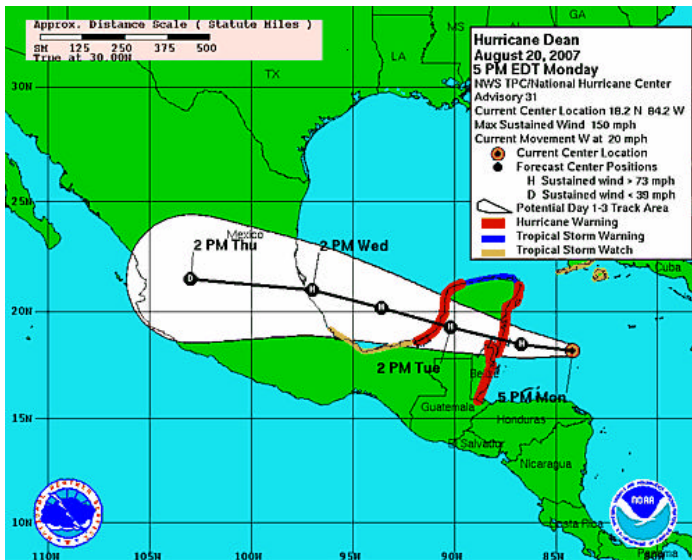 Approx. Distance Scale ( Statute Miles )
SM 125 250 375 500
True at 30.00N
Hurricane Dean
August 20, 2007
5 PM EDT Monday
NWS TPC/National Hurricane Center
Advisory 31
Current Center Location 18.2 N 84.2 W
Max Sustained Wind 150 mph
Current Movement W at 20 mph
Current Center Location
Forecast Center Positions
H Sustained wind > 73 mph
D Sustained wind < 39 mph
Potential Day 1-3 Track Area
Hurricane Warning
Tropical Storm Warning
Tropical Storm Watch
MS
AL
GA
LA
TX
30N
25N
Mexico
2 PM Thu
2 PM Wed
Cuba
D
H
H
H
H
20N
2 PM Tue
Belize
5 PM Mon
15N
Guatemala
Honduras
El Salvador
Nicaragua
NOAA
10N
Costa Rica
Panama
110W
105W
100W
95W
90W
85W
80W